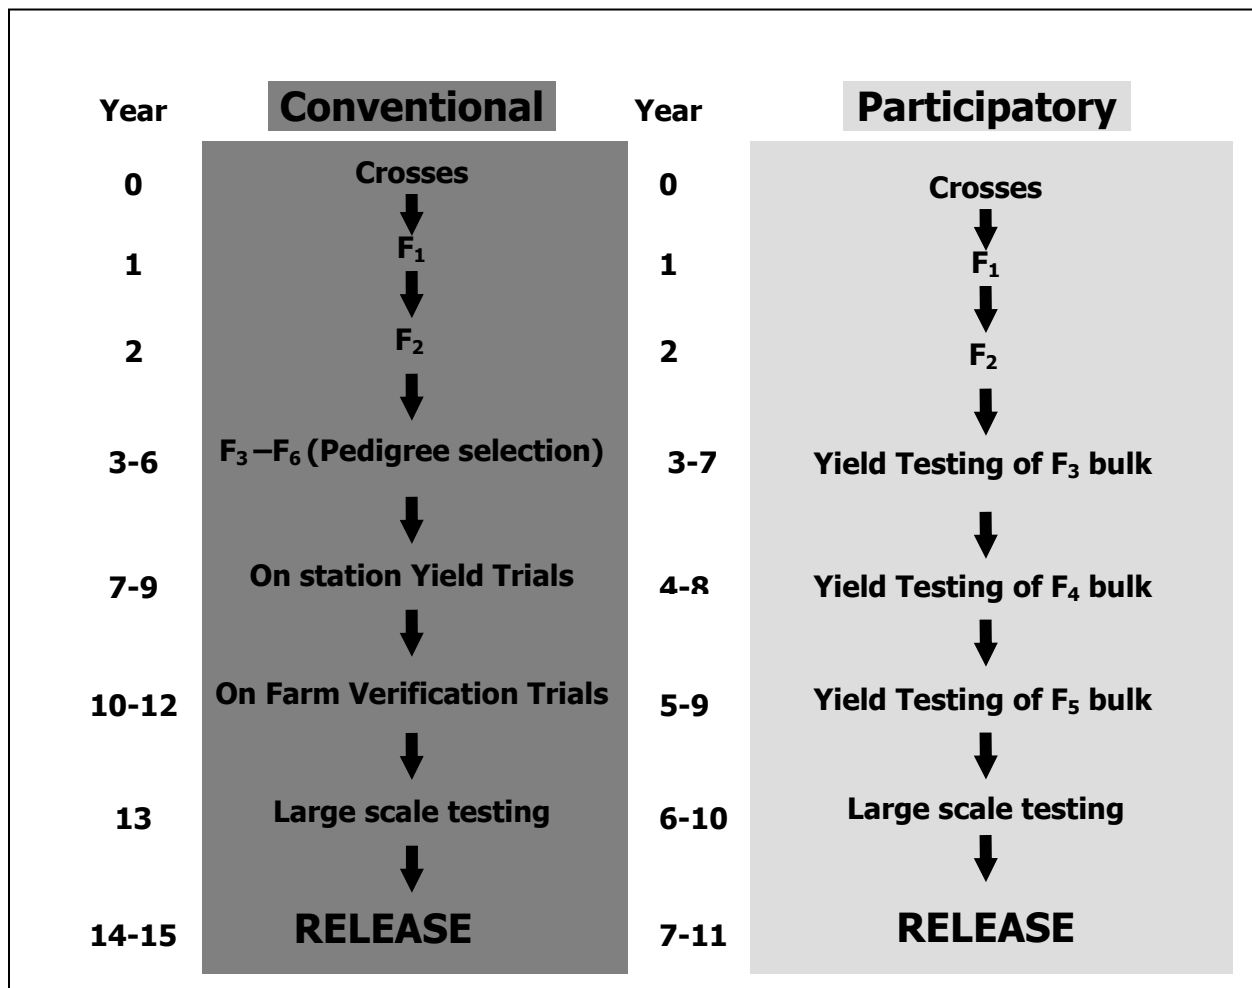 Year Conventional Year Participatory
0 Crosses 0 Crosses
1 F₁ 1 F₁
2 F₂ 2 F₂
3-6 F₃–F₆ (Pedigree selection) 3-7 Yield Testing of F₃ bulk
7-9 On station Yield Trials 4-8 Yield Testing of F₄ bulk
10-12 On Farm Verification Trials 5-9 Yield Testing of F₅ bulk
13 Large scale testing 6-10 Large scale testing
14-15 RELEASE 7-11 RELEASE